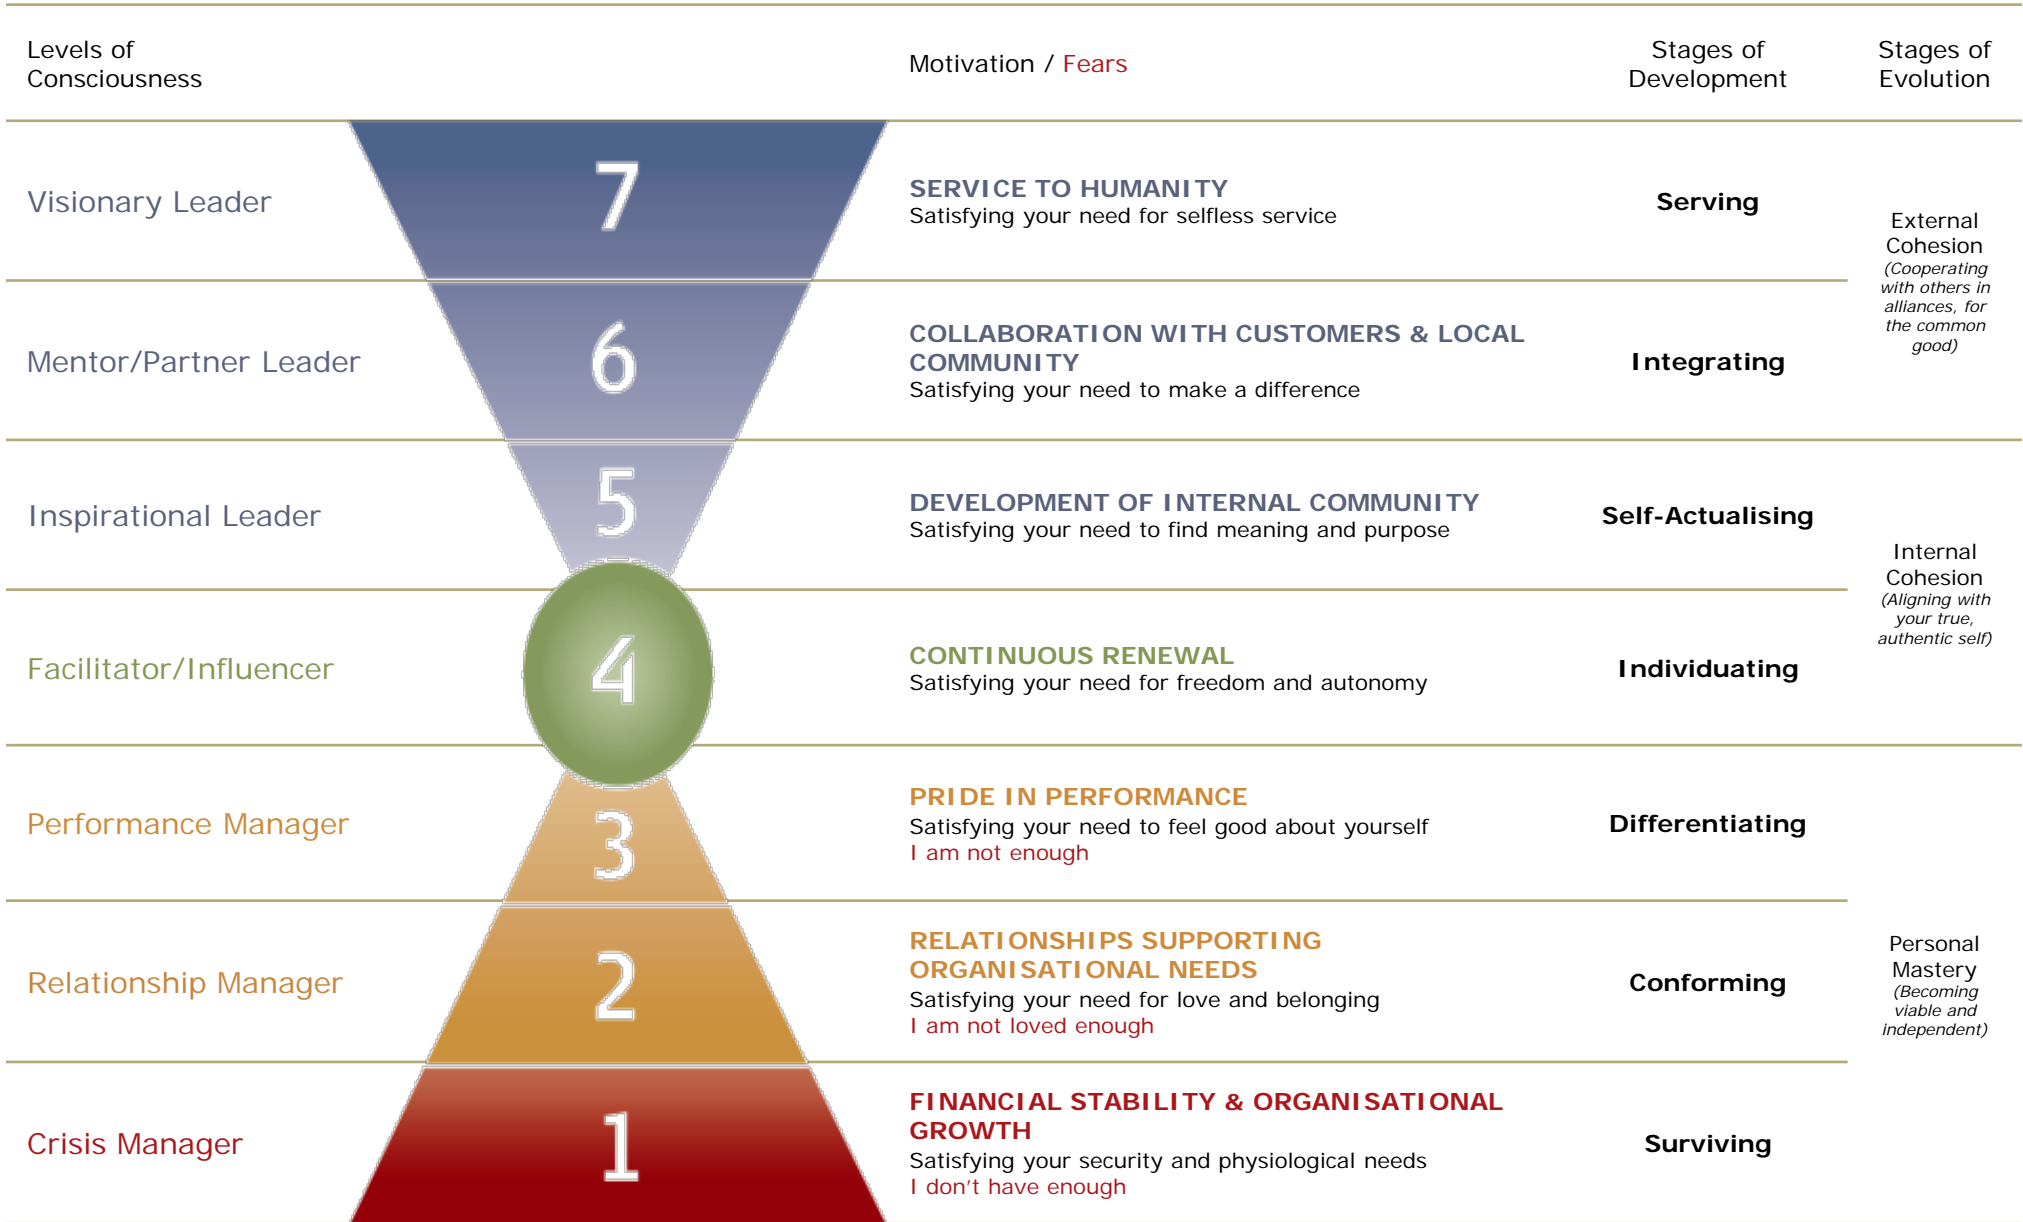 Levels of
Consciousness
Motivation / Fears
Stages of
Development
Stages of
Evolution
Visionary Leader
7
SERVICE TO HUMANITY
Satisfying your need for selfless service
Serving
External
Cohesion
(Cooperating
with others in
alliances, for
the common
good)
Mentor/Partner Leader
6
COLLABORATION WITH CUSTOMERS & LOCAL
COMMUNITY
Satisfying your need to make a difference
Integrating
Inspirational Leader
5
DEVELOPMENT OF INTERNAL COMMUNITY
Satisfying your need to find meaning and purpose
Self-Actualising
Internal
Cohesion
(Aligning with
your true,
authentic self)
Facilitator/Influencer
4
CONTINUOUS RENEWAL
Satisfying your need for freedom and autonomy
Individuating
Performance Manager
3
PRIDE IN PERFORMANCE
Satisfying your need to feel good about yourself
I am not enough
Differentiating
Relationship Manager
2
RELATIONSHIPS SUPPORTING
ORGANISATIONAL NEEDS
Satisfying your need for love and belonging
I am not loved enough
Conforming
Personal
Mastery
(Becoming
viable and
independent)
Crisis Manager
1
FINANCIAL STABILITY & ORGANISATIONAL
GROWTH
Satisfying your security and physiological needs
I don't have enough
Surviving